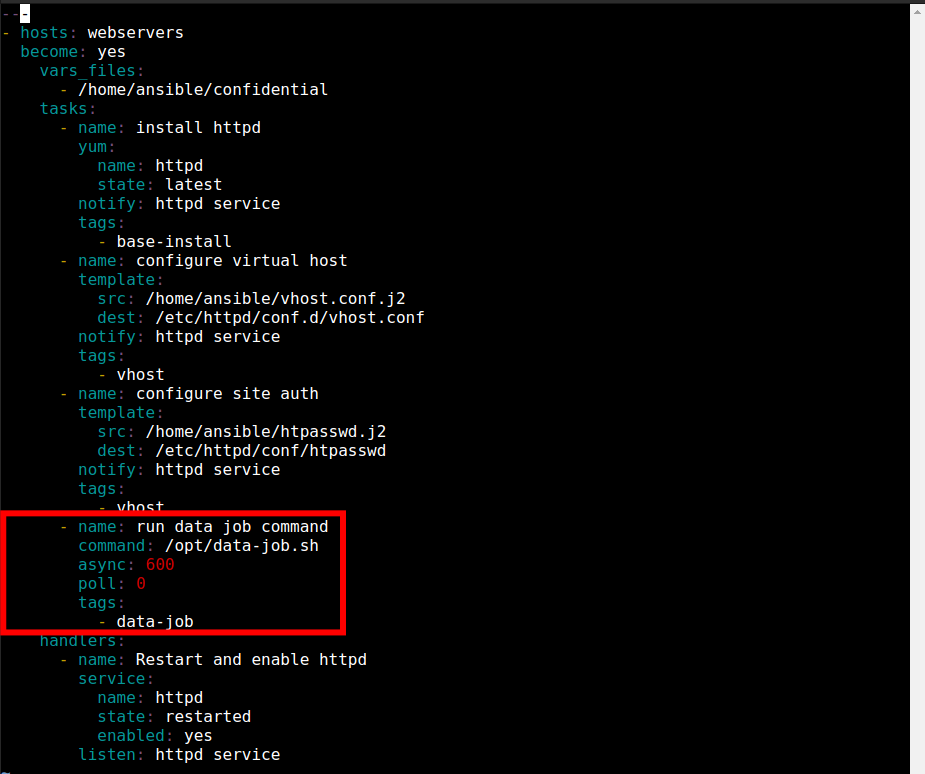 ---
- hosts: webservers
  become: yes
    vars_files:
      - /home/ansible/confidential
    tasks:
      - name: install httpd
        yum:
          name: httpd
          state: latest
        notify: httpd service
        tags:
          - base-install
      - name: configure virtual host
        template:
          src: /home/ansible/vhost.conf.j2
          dest: /etc/httpd/conf.d/vhost.conf
        notify: httpd service
        tags:
          - vhost
      - name: configure site auth
        template:
          src: /home/ansible/htpasswd.j2
          dest: /etc/httpd/conf/htpasswd
        notify: httpd service
        tags:
          - vhost
      - name: run data job command
        command: /opt/data-job.sh
        async: 600
        poll: 0
        tags:
          - data-job
    handlers:
      - name: Restart and enable httpd
        service:
          name: httpd
          state: restarted
          enabled: yes
        listen: httpd service
~